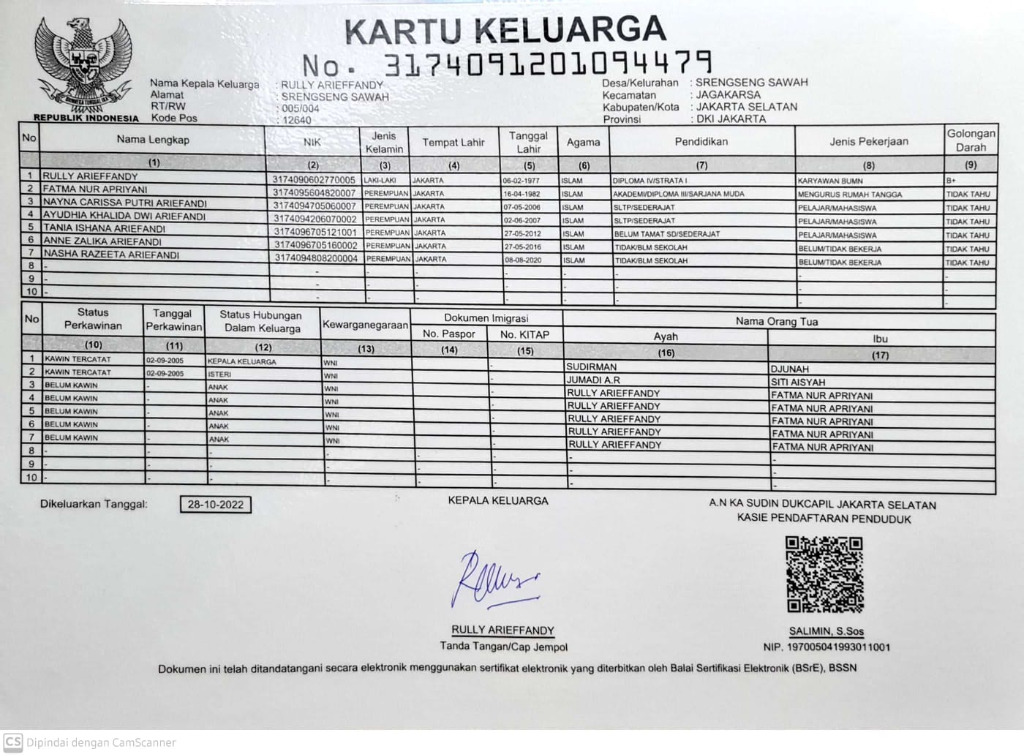 KARTU KELUARGA
No. 3174091201094479
REPUBLIK INDONESIA
Nama Kepala Keluarga : RULLY ARIEFFANDY
Alamat : SRENGSENG SAWAH
RT/RW : 005/004
Kode Pos : 12640
Desa/Kelurahan : SRENGSENG SAWAH
Kecamatan : JAGAKARSA
Kabupaten/Kota : JAKARTA SELATAN
Provinsi : DKI JAKARTA
No Nama Lengkap NIK Jenis Kelamin Tempat Lahir Tanggal Lahir Agama Pendidikan Jenis Pekerjaan Golongan Darah
(1) (2) (3) (4) (5) (6) (7) (8) (9)
1 RULLY ARIEFFANDY 3174090602770005 LAKI-LAKI JAKARTA 06-02-1977 ISLAM DIPLOMA IV/STRATA I KARYAWAN BUMN B+
2 FATMA NUR APRIYANI 3174095604820007 PEREMPUAN JAKARTA 16-04-1982 ISLAM AKADEMI/DIPLOMA III/SARJANA MUDA MENGURUS RUMAH TANGGA TIDAK TAHU
3 NAYNA CARISSA PUTRI ARIEFANDI 3174094705060007 PEREMPUAN JAKARTA 07-05-2006 ISLAM SLTP/SEDERAJAT PELAJAR/MAHASISWA TIDAK TAHU
4 AYUDHIA KHALIDA DWI ARIEFANDI 3174094206070002 PEREMPUAN JAKARTA 02-06-2007 ISLAM SLTP/SEDERAJAT PELAJAR/MAHASISWA TIDAK TAHU
5 TANIA ISHANA ARIEFANDI 3174096705121001 PEREMPUAN JAKARTA 27-05-2012 ISLAM BELUM TAMAT SD/SEDERAJAT PELAJAR/MAHASISWA TIDAK TAHU
6 ANNE ZALIKA ARIEFANDI 3174096705160002 PEREMPUAN JAKARTA 27-05-2016 ISLAM TIDAK/BLM SEKOLAH BELUM/TIDAK BEKERJA TIDAK TAHU
7 NASHA RAZEETA ARIEFANDI 3174094808200004 PEREMPUAN JAKARTA 08-08-2020 ISLAM TIDAK/BLM SEKOLAH BELUM/TIDAK BEKERJA TIDAK TAHU
8 - - - - - - - - -
9 - - - - - - - - -
10 - - - - - - - - -
No Status Perkawinan Tanggal Perkawinan Status Hubungan Dalam Keluarga Kewarganegaraan Dokumen Imigrasi Nama Orang Tua
No. Paspor No. KITAP Ayah Ibu
(10) (11) (12) (13) (14) (15) (16) (17)
1 KAWIN TERCATAT 02-09-2005 KEPALA KELUARGA WNI - SUDIRMAN DJUNAH
2 KAWIN TERCATAT 02-09-2005 ISTERI WNI - JUMADI A.R SITI AISYAH
3 BELUM KAWIN - ANAK WNI - RULLY ARIEFFANDY FATMA NUR APRIYANI
4 BELUM KAWIN - ANAK WNI - RULLY ARIEFFANDY FATMA NUR APRIYANI
5 BELUM KAWIN - ANAK WNI - RULLY ARIEFFANDY FATMA NUR APRIYANI
6 BELUM KAWIN - ANAK WNI - RULLY ARIEFFANDY FATMA NUR APRIYANI
7 BELUM KAWIN - ANAK WNI - RULLY ARIEFFANDY FATMA NUR APRIYANI
8 - - - - - - - -
9 - - - - - - - -
10 - - - - - - - -
Dikeluarkan Tanggal: 28-10-2022
KEPALA KELUARGA
RULLY ARIEFFANDY
Tanda Tangan/Cap Jempol
A.N KA SUDIN DUKCAPIL JAKARTA SELATAN
KASIE PENDAFTARAN PENDUDUK
SALIMIN, S.Sos
NIP. 197005041993011001
Dokumen ini telah ditandatangani secara elektronik menggunakan sertifikat elektronik yang diterbitkan oleh Balai Sertifikasi Elektronik (BSrE), BSSN
CS Dipindai dengan CamScanner